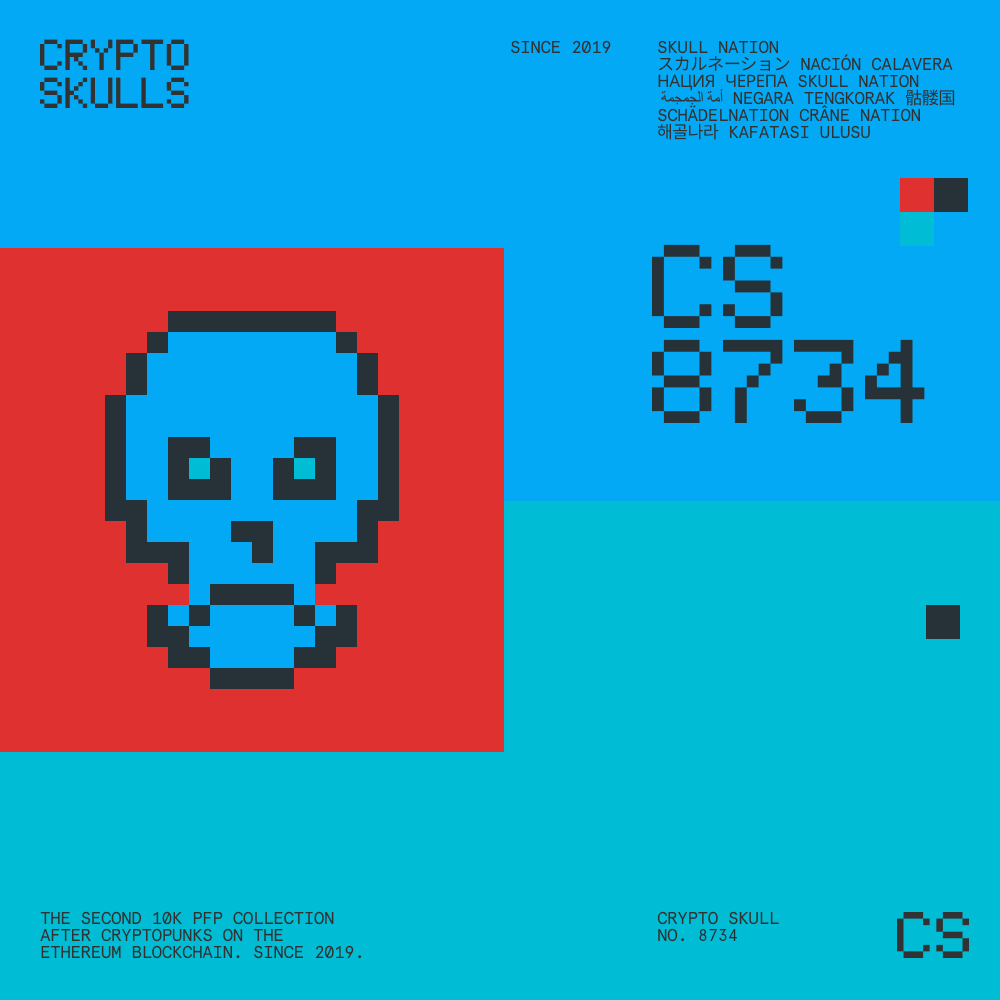 CRYPTO
SKULLS
SINCE 2019
SKULL NATION
スカルネーション NACIÓN CALAVERA
НАЦИЯ ЧЕРЕПА SKULL NATION
أمة الجمجمة NEGARA TENGKORAK 骷髅国
SCHÄDELNATION CRÂNE NATION
해골나라 KAFATASI ULUSU
CS
8734
THE SECOND 10K PFP COLLECTION
AFTER CRYPTOPUNKS ON THE
ETHEREUM BLOCKCHAIN. SINCE 2019.
CRYPTO SKULL
NO. 8734
CS